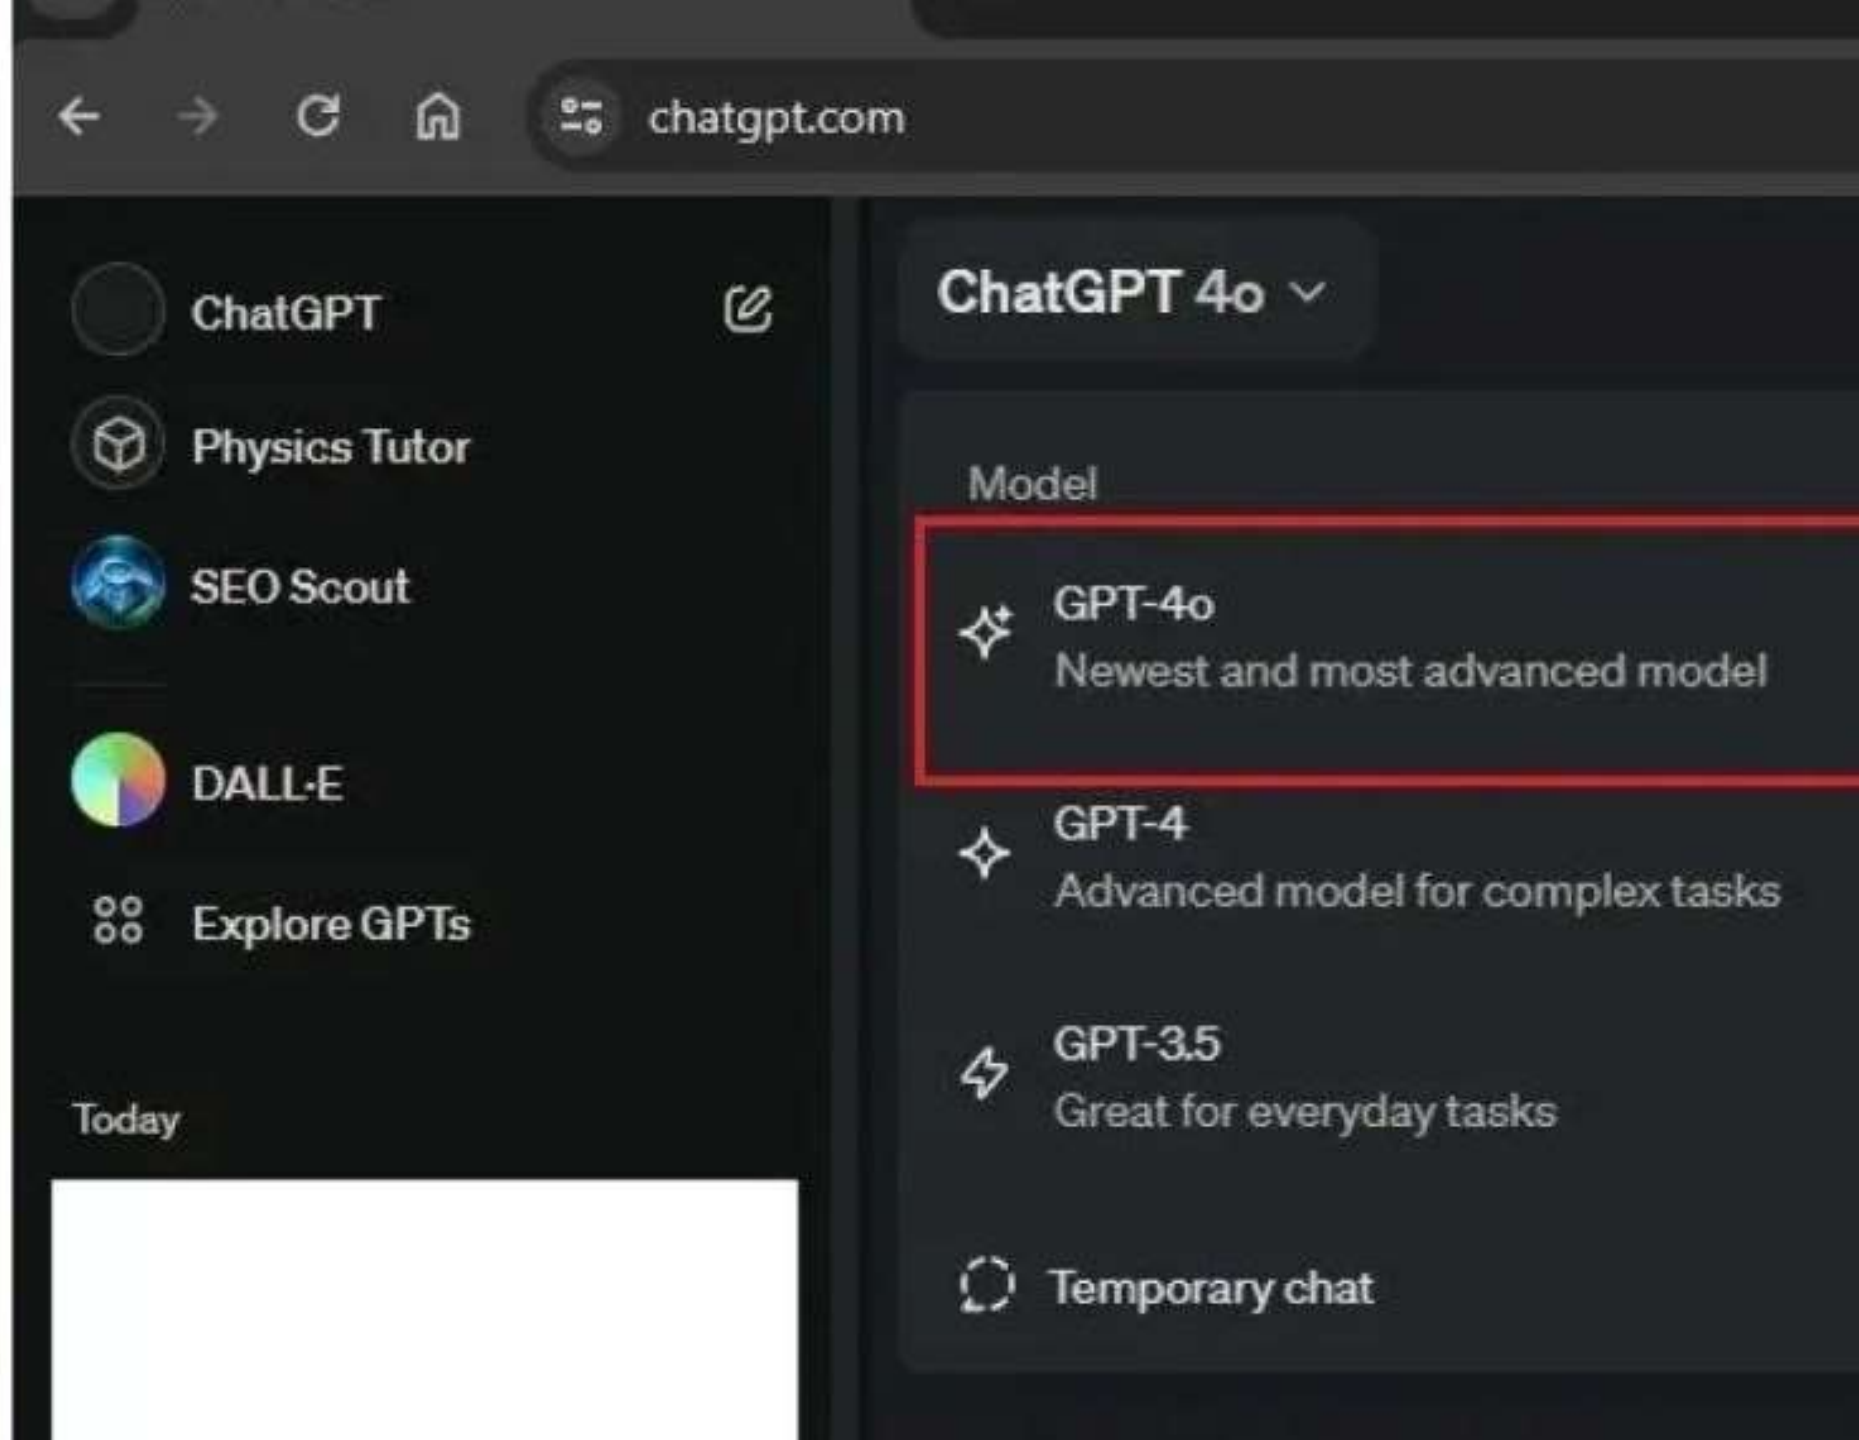 chatgpt.com
ChatGPT
Physics Tutor
SEO Scout
DALL·E
Explore GPTs
Today
ChatGPT 4o
Model
GPT-4o
Newest and most advanced model
GPT-4
Advanced model for complex tasks
GPT-3.5
Great for everyday tasks
Temporary chat